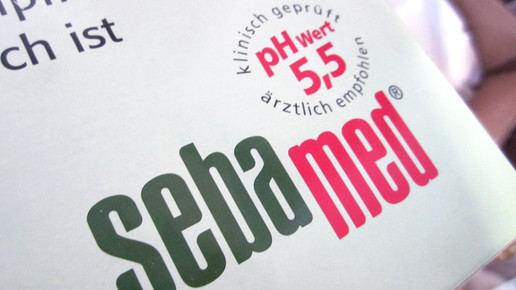 ch ist
klinisch geprüft
pH Wert
5,5
ärztlich empfohlen
sebamed®